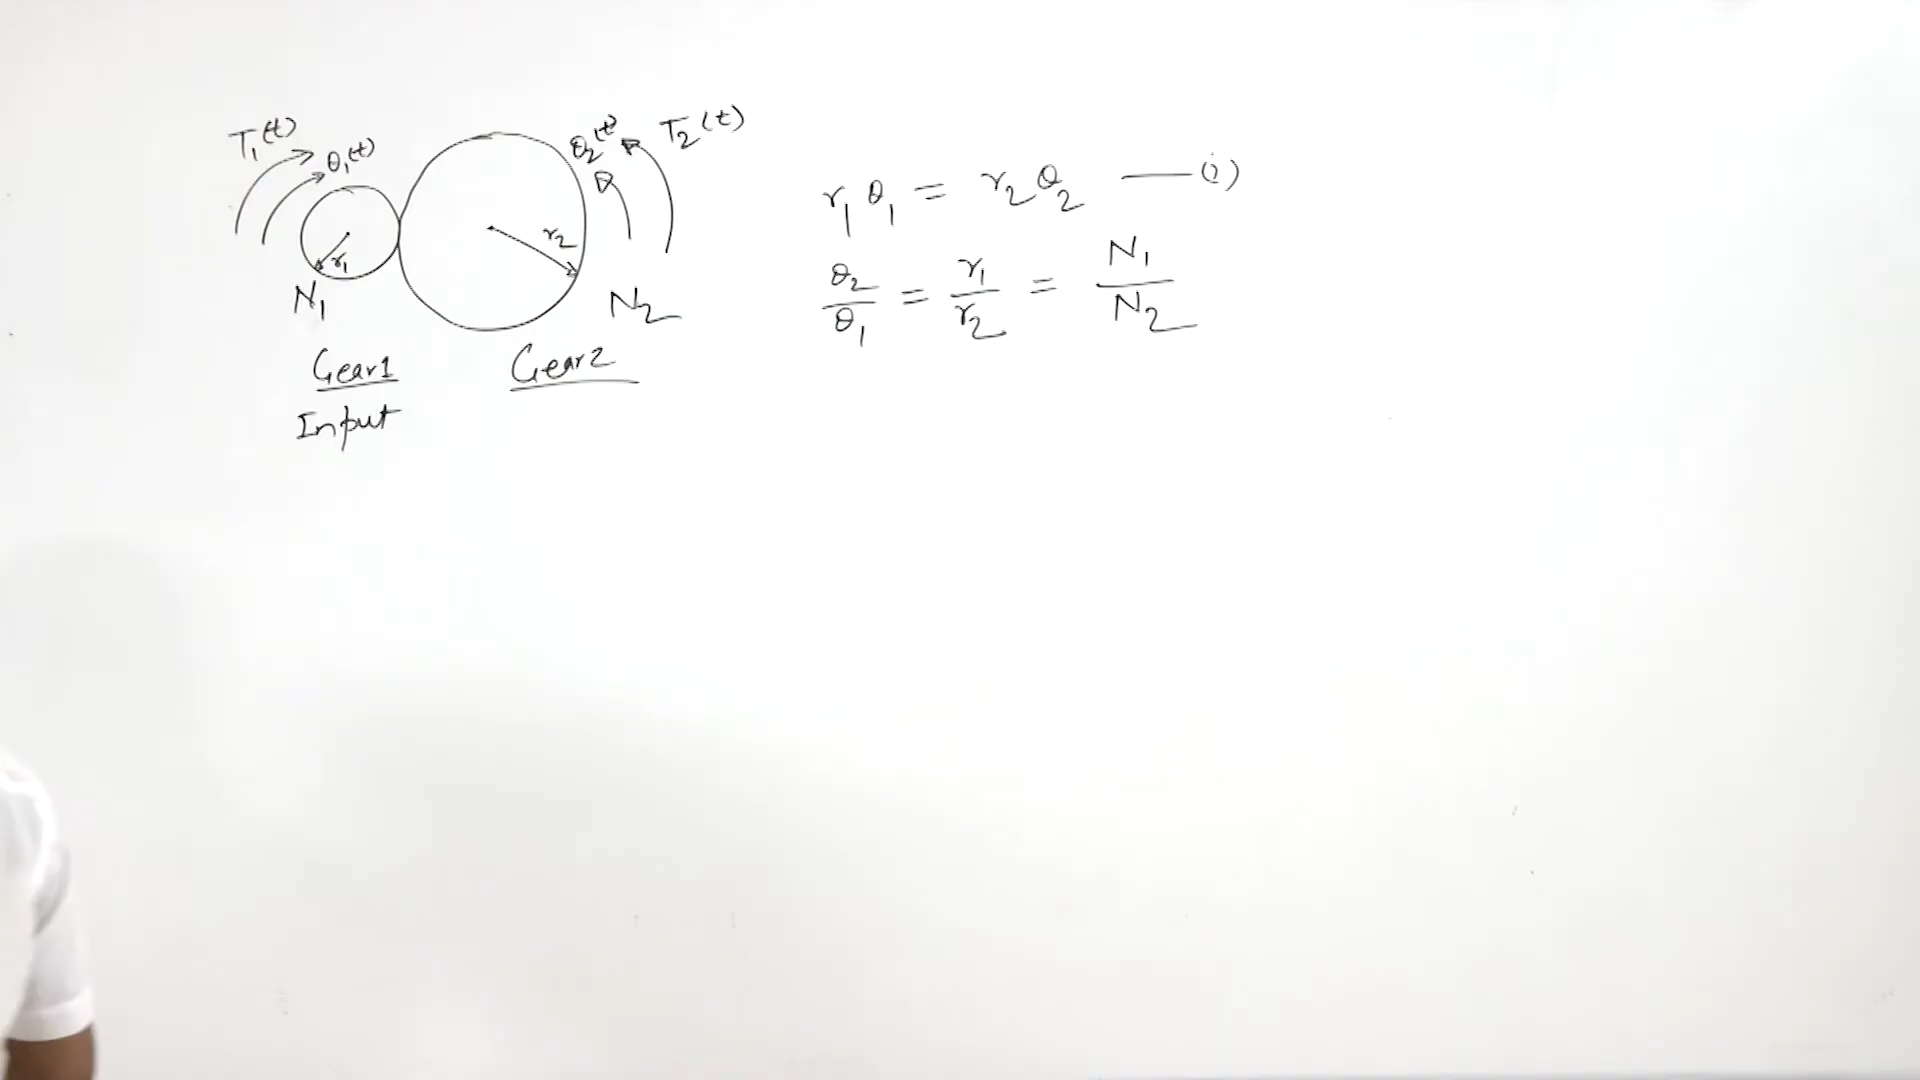 T₁(t)
θ₁(t)
θ₂(t)
T₂(t)
r₁
r₂
N₁
N₂
Gear1
Gear2
Input
r₁ θ₁ = r₂ θ₂ — (i)
θ₂/θ₁ = r₁/r₂ = N₁/N₂